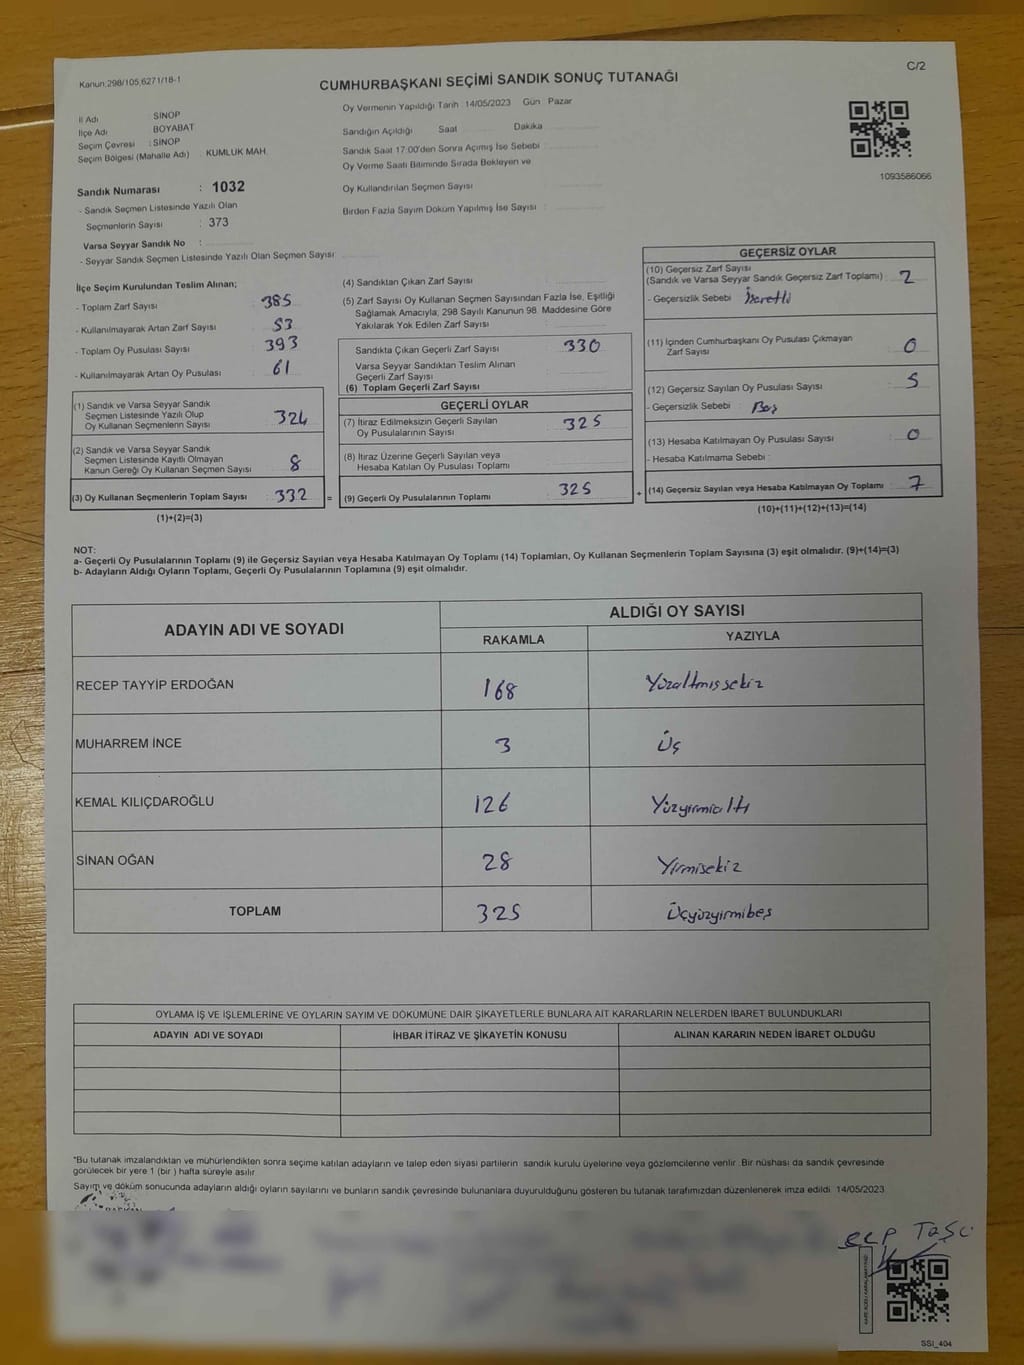 Kanun.298/105,6271/18-1
C/2
CUMHURBAŞKANI SEÇİMİ SANDIK SONUÇ TUTANAĞI
Oy Vermenin Yapıldığı Tarih :14/05/2023 Gün : Pazar
İl Adı SİNOP
İlçe Adı BOYABAT
Seçim Çevresi : SİNOP
Seçim Bölgesi (Mahalle Adı) : KUMLUK MAH.
Sandığın Açıldığı Saat Dakika
Sandık Saat 17:00'den Sonra Açımış İse Sebebi :
Oy Verme Saati Bitiminde Sırada Bekleyen ve
Oy Kullandırılan Seçmen Sayısı
Birden Fazla Sayım Döküm Yapılmış İse Sayısı :
1093586066
Sandık Numarası : 1032
- Sandık Seçmen Listesinde Yazılı Olan
Seçmenlerin Sayısı : 373
Varsa Seyyar Sandık No :
- Seyyar Sandık Seçmen Listesinde Yazılı Olan Seçmen Sayısı :
İlçe Seçim Kurulundan Teslim Alınan;
- Toplam Zarf Sayısı : 385
- Kullanılmayarak Artan Zarf Sayısı : 53
- Toplam Oy Pusulası Sayısı : 393
- Kullanılmayarak Artan Oy Pusulası : 61
(1) Sandık ve Varsa Seyyar Sandık
Seçmen Listesinde Yazılı Olup
Oy Kullanan Seçmenlerin Sayısı : 324
(2) Sandık ve Varsa Seyyar Sandık
Seçmen Listesinde Kayıtlı Olmayan
Kanun Gereği Oy Kullanan Seçmen Sayısı : 8
(3) Oy Kullanan Seçmenlerin Toplam Sayısı : 332 =
(1)+(2)=(3)
(4) Sandıktan Çıkan Zarf Sayısı :
(5) Zarf Sayısı Oy Kullanan Seçmen Sayısından Fazla İse, Eşitliği
Sağlamak Amacıyla, 298 Sayılı Kanunun 98. Maddesine Göre
Yakılarak Yok Edilen Zarf Sayısı :
Sandıkta Çıkan Geçerli Zarf Sayısı : 330
Varsa Seyyar Sandıktan Teslim Alınan
Geçerli Zarf Sayısı :
(6) Toplam Geçerli Zarf Sayısı
GEÇERLİ OYLAR
(7) İtiraz Edilmeksizin Geçerli Sayılan
Oy Pusulalarının Sayısı : 325
(8) İtiraz Üzerine Geçerli Sayılan veya
Hesaba Katılan Oy Pusulası Toplamı :
(9) Geçerli Oy Pusulalarının Toplamı : 325 +
GEÇERSİZ OYLAR
(10) Geçersiz Zarf Sayısı
(Sandık ve Varsa Seyyar Sandık Geçersiz Zarf Toplamı) : 2
- Geçersizlik Sebebi : İşaretli
(11) İçinden Cumhurbaşkanı Oy Pusulası Çıkmayan
Zarf Sayısı : 0
(12) Geçersiz Sayılan Oy Pusulası Sayısı : 5
- Geçersizlik Sebebi : Boş
(13) Hesaba Katılmayan Oy Pusulası Sayısı : 0
- Hesaba Katılmama Sebebi :
(14) Geçersiz Sayılan veya Hesaba Katılmayan Oy Toplamı : 7
(10)+(11)+(12)+(13)=(14)
NOT:
a- Geçerli Oy Pusulalarının Toplamı (9) ile Geçersiz Sayılan veya Hesaba Katılmayan Oy Toplamı (14) Toplamları, Oy Kullanan Seçmenlerin Toplam Sayısına (3) eşit olmalıdır. (9)+(14)=(3)
b- Adayların Aldığı Oyların Toplamı, Geçerli Oy Pusulalarının Toplamına (9) eşit olmalıdır.
ADAYIN ADI VE SOYADI
ALDIĞI OY SAYISI
RAKAMLA YAZIYLA
RECEP TAYYİP ERDOĞAN 168 Yüzaltmışsekiz
MUHARREM İNCE 3 Üç
KEMAL KILIÇDAROĞLU 126 Yüzyirmialtı
SİNAN OĞAN 28 Yirmisekiz
TOPLAM 325 Üçyüzyirmibeş
OYLAMA İŞ VE İŞLEMLERİNE VE OYLARIN SAYIM VE DÖKÜMÜNE DAİR ŞİKAYETLERLE BUNLARA AİT KARARLARIN NELERDEN İBARET BULUNDUKLARI
ADAYIN ADI VE SOYADI İHBAR İTİRAZ VE ŞİKAYETİN KONUSU ALINAN KARARIN NEDEN İBARET OLDUĞU
*Bu tutanak imzalandıktan ve mühürlendikten sonra seçime katılan adayların ve talep eden siyasi partilerin sandık kurulu üyelerine veya gözlemcilerine verilir .Bir nüshası da sandık çevresinde
görülecek bir yere 1 (bir ) hafta süreyle asılır
Sayım ve döküm sonucunda adayların aldığı oyların sayılarını ve bunların sandık çevresinde bulunanlara duyurulduğunu gösteren bu tutanak tarafımızdan düzenlenerek imza edildi. 14/05/2023
SSI_404